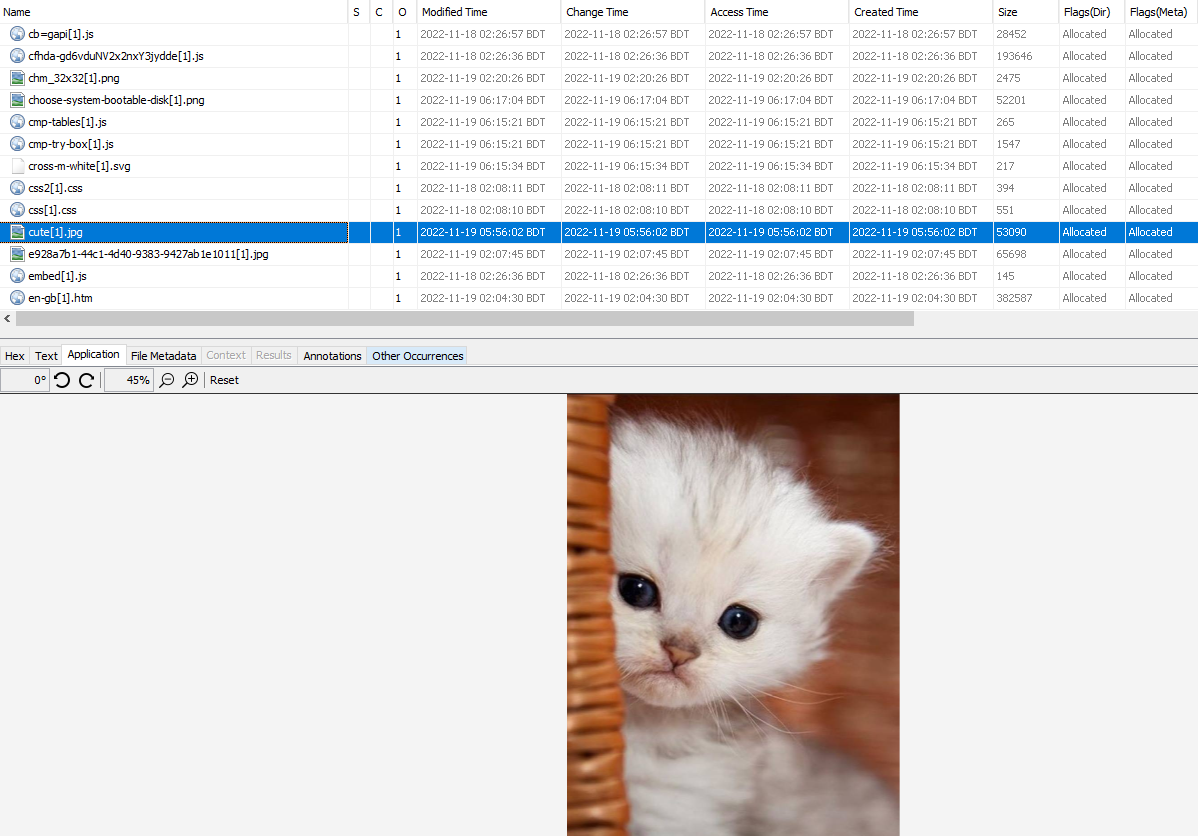 Name S C O Modified Time Change Time Access Time Created Time Size Flags(Dir) Flags(Meta)
cb=gapi[1].js 1 2022-11-18 02:26:57 BDT 2022-11-18 02:26:57 BDT 2022-11-18 02:26:57 BDT 2022-11-18 02:26:57 BDT 28452 Allocated Allocated
cfhda-gd6vduNV2x2nxY3jydde[1].js 1 2022-11-18 02:26:36 BDT 2022-11-18 02:26:36 BDT 2022-11-18 02:26:36 BDT 2022-11-18 02:26:36 BDT 193646 Allocated Allocated
chm_32x32[1].png 1 2022-11-19 02:20:26 BDT 2022-11-19 02:20:26 BDT 2022-11-19 02:20:26 BDT 2022-11-19 02:20:26 BDT 2475 Allocated Allocated
choose-system-bootable-disk[1].png 1 2022-11-19 06:17:04 BDT 2022-11-19 06:17:04 BDT 2022-11-19 06:17:04 BDT 2022-11-19 06:17:04 BDT 52201 Allocated Allocated
cmp-tables[1].js 1 2022-11-19 06:15:21 BDT 2022-11-19 06:15:21 BDT 2022-11-19 06:15:21 BDT 2022-11-19 06:15:21 BDT 265 Allocated Allocated
cmp-try-box[1].js 1 2022-11-19 06:15:21 BDT 2022-11-19 06:15:21 BDT 2022-11-19 06:15:21 BDT 2022-11-19 06:15:21 BDT 1547 Allocated Allocated
cross-m-white[1].svg 1 2022-11-19 06:15:34 BDT 2022-11-19 06:15:34 BDT 2022-11-19 06:15:34 BDT 2022-11-19 06:15:34 BDT 217 Allocated Allocated
css2[1].css 1 2022-11-18 02:08:11 BDT 2022-11-18 02:08:11 BDT 2022-11-18 02:08:11 BDT 2022-11-18 02:08:11 BDT 394 Allocated Allocated
css[1].css 1 2022-11-18 02:08:10 BDT 2022-11-18 02:08:10 BDT 2022-11-18 02:08:10 BDT 2022-11-18 02:08:10 BDT 551 Allocated Allocated
cute[1].jpg 1 2022-11-19 05:56:02 BDT 2022-11-19 05:56:02 BDT 2022-11-19 05:56:02 BDT 2022-11-19 05:56:02 BDT 53090 Allocated Allocated
e928a7b1-44c1-4d40-9383-9427ab1e1011[1].jpg 1 2022-11-19 02:07:45 BDT 2022-11-19 02:07:45 BDT 2022-11-19 02:07:45 BDT 2022-11-19 02:07:45 BDT 65698 Allocated Allocated
embed[1].js 1 2022-11-18 02:26:36 BDT 2022-11-18 02:26:36 BDT 2022-11-18 02:26:36 BDT 2022-11-18 02:26:36 BDT 145 Allocated Allocated
en-gb[1].htm 1 2022-11-19 02:04:30 BDT 2022-11-19 02:04:30 BDT 2022-11-19 02:04:30 BDT 2022-11-19 02:04:30 BDT 382587 Allocated Allocated
Hex Text Application File Metadata Context Results Annotations Other Occurrences
0° 45% Reset